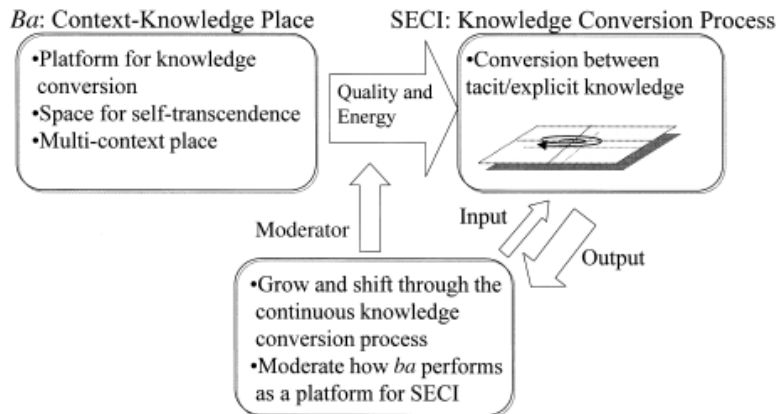 Ba: Context-Knowledge Place
•Platform for knowledge
conversion
•Space for self-transcendence
•Multi-context place
Quality and
Energy
SECI: Knowledge Conversion Process
•Conversion between
tacit/explicit knowledge
Moderator
Input
Output
•Grow and shift through the
continuous knowledge
conversion process
•Moderate how ba performs
as a platform for SECI